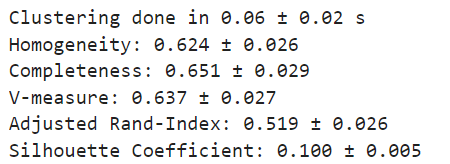 Clustering done in 0.06 ± 0.02 s
Homogeneity: 0.624 ± 0.026
Completeness: 0.651 ± 0.029
V-measure: 0.637 ± 0.027
Adjusted Rand-Index: 0.519 ± 0.026
Silhouette Coefficient: 0.100 ± 0.005